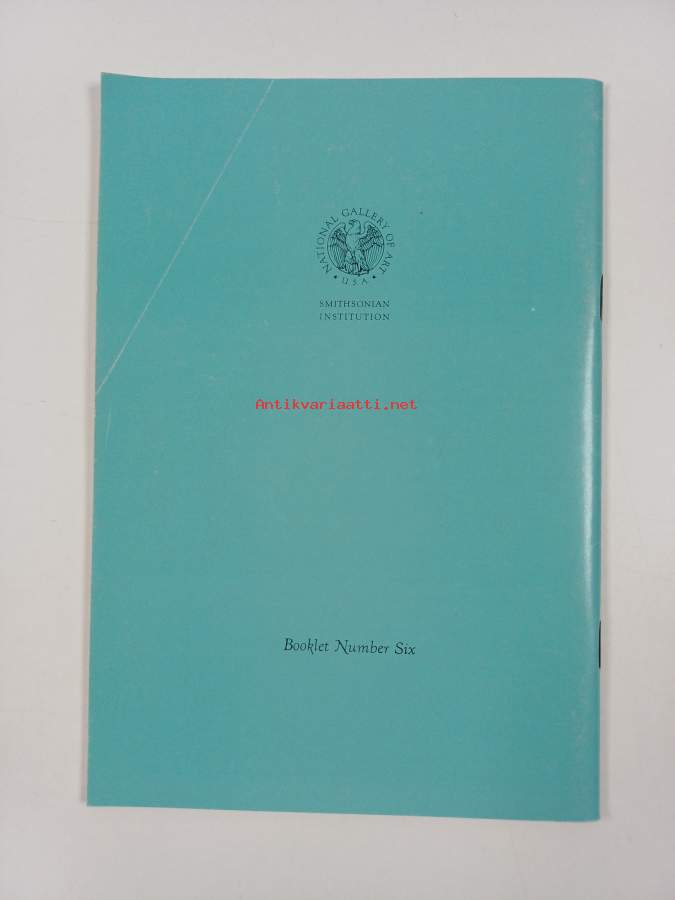 NATIONAL GALLERY OF ART
• U.S.A •
SMITHSONIAN
INSTITUTION
Antikvariaatti.net
Booklet Number Six